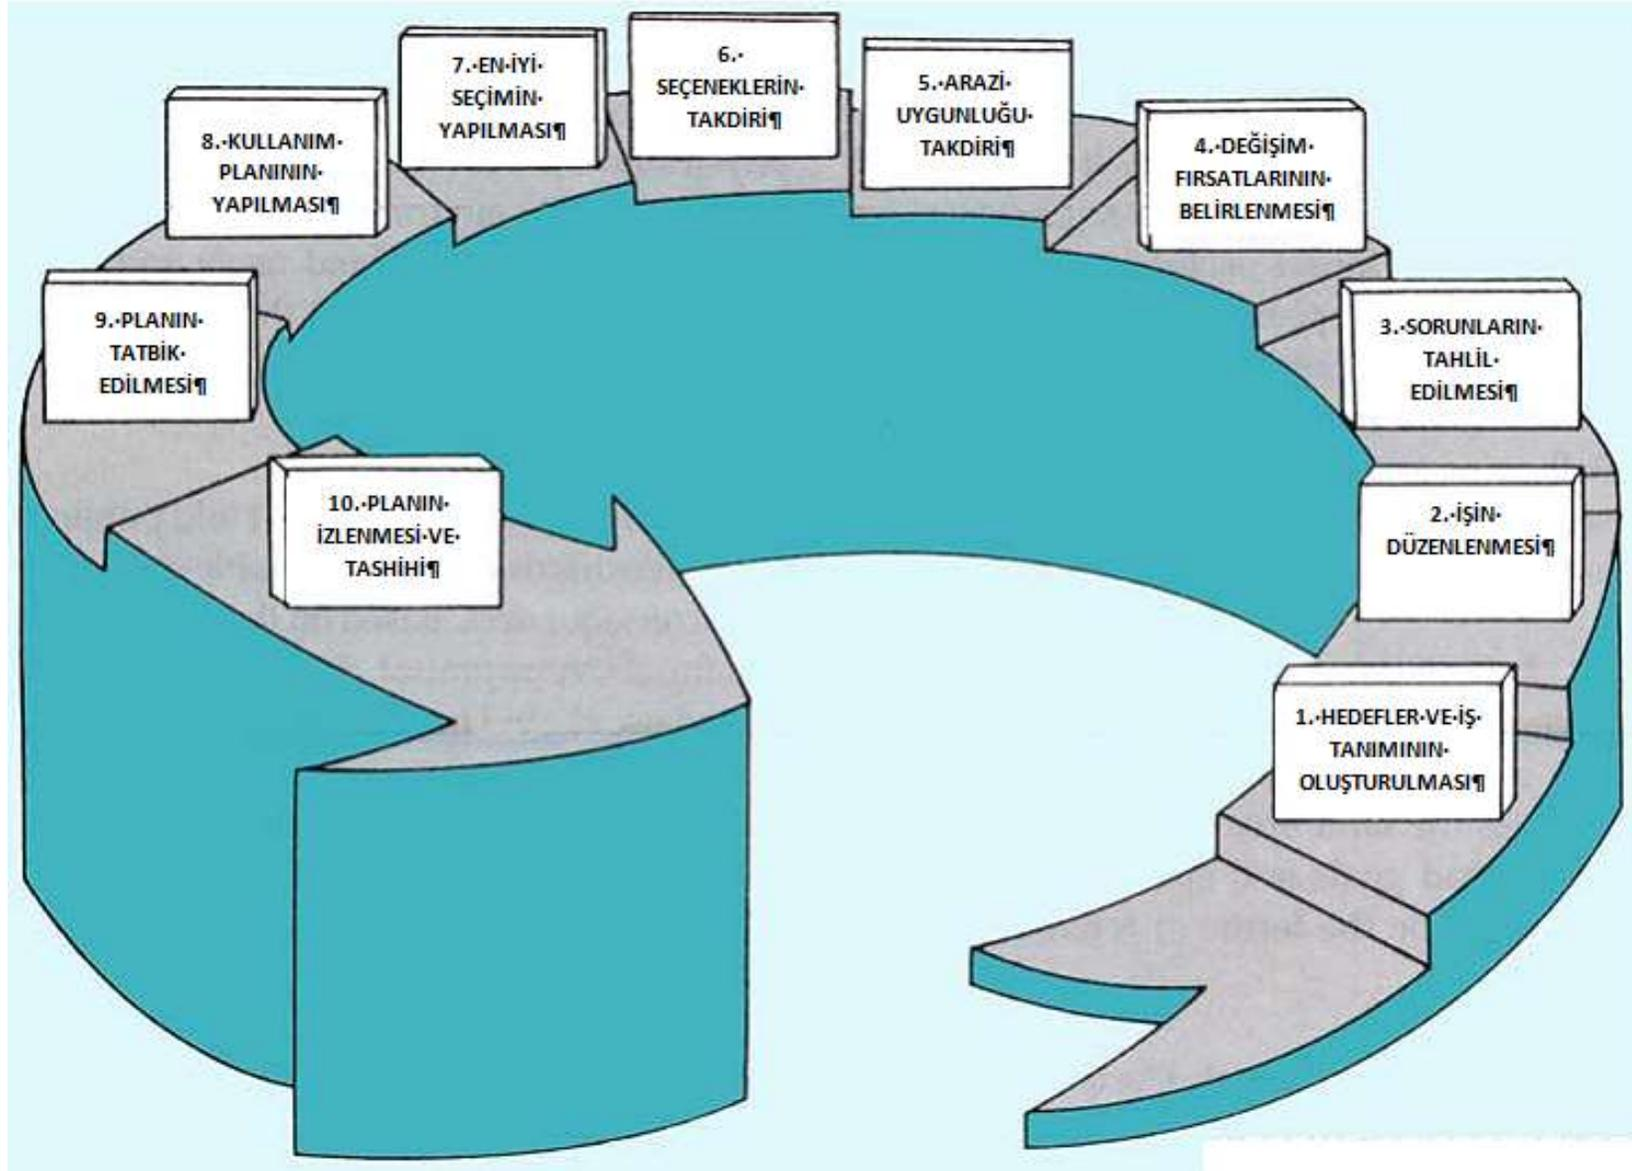 1.·HEDEFLER·VE·İŞ·
TANIMININ·
OLUŞTURULMASI¶
2.·İŞİN·
DÜZENLENMESİ¶
3.·SORUNLARIN·
TAHLİL·
EDİLMESİ¶
4.·DEĞİŞİM·
FIRSATLARININ·
BELİRLENMESİ¶
5.·ARAZİ·
UYGUNLUĞU·
TAKDİRİ¶
6.·
SEÇENEKLERİN·
TAKDİRİ¶
7.·EN·İYİ·
SEÇİMİN·
YAPILMASI¶
8.·KULLANIM·
PLANININ·
YAPILMASI¶
9.·PLANIN·
TATBİK·
EDİLMESİ¶
10.·PLANIN·
İZLENMESİ·VE·
TASHİHİ¶